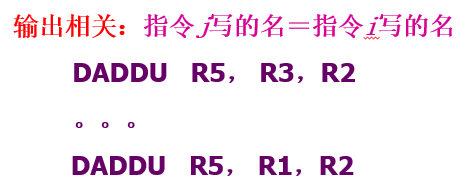 输出相关：指令j写的名＝指令i写的名
DADDU R5， R3，R2
。。。
DADDU R5， R1，R2